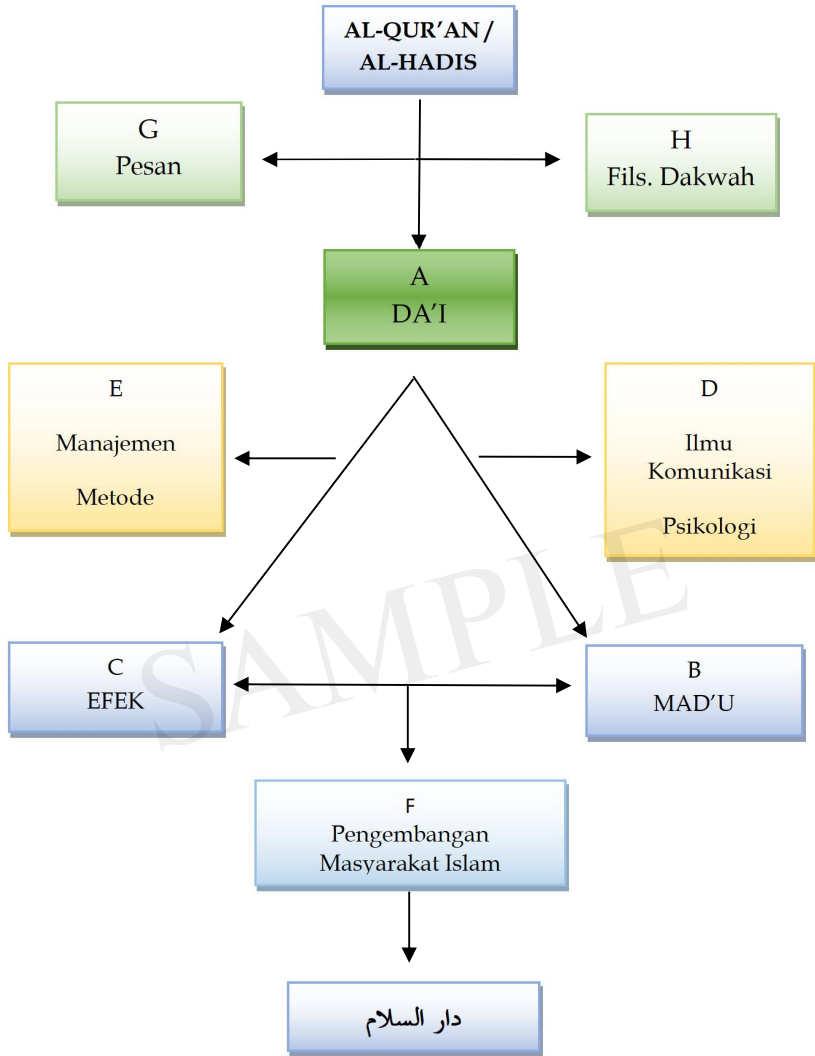 AL-QUR’AN /
AL-HADIS
G
Pesan
H
Fils. Dakwah
A
DA’I
E
Manajemen
Metode
D
Ilmu
Komunikasi
Psikologi
SAMPLE
C
EFEK
B
MAD’U
F
Pengembangan
Masyarakat Islam
دار السلام